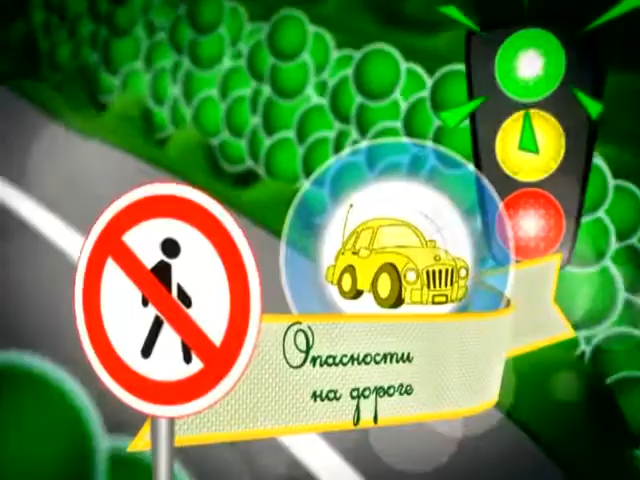 Опасности
на дороге